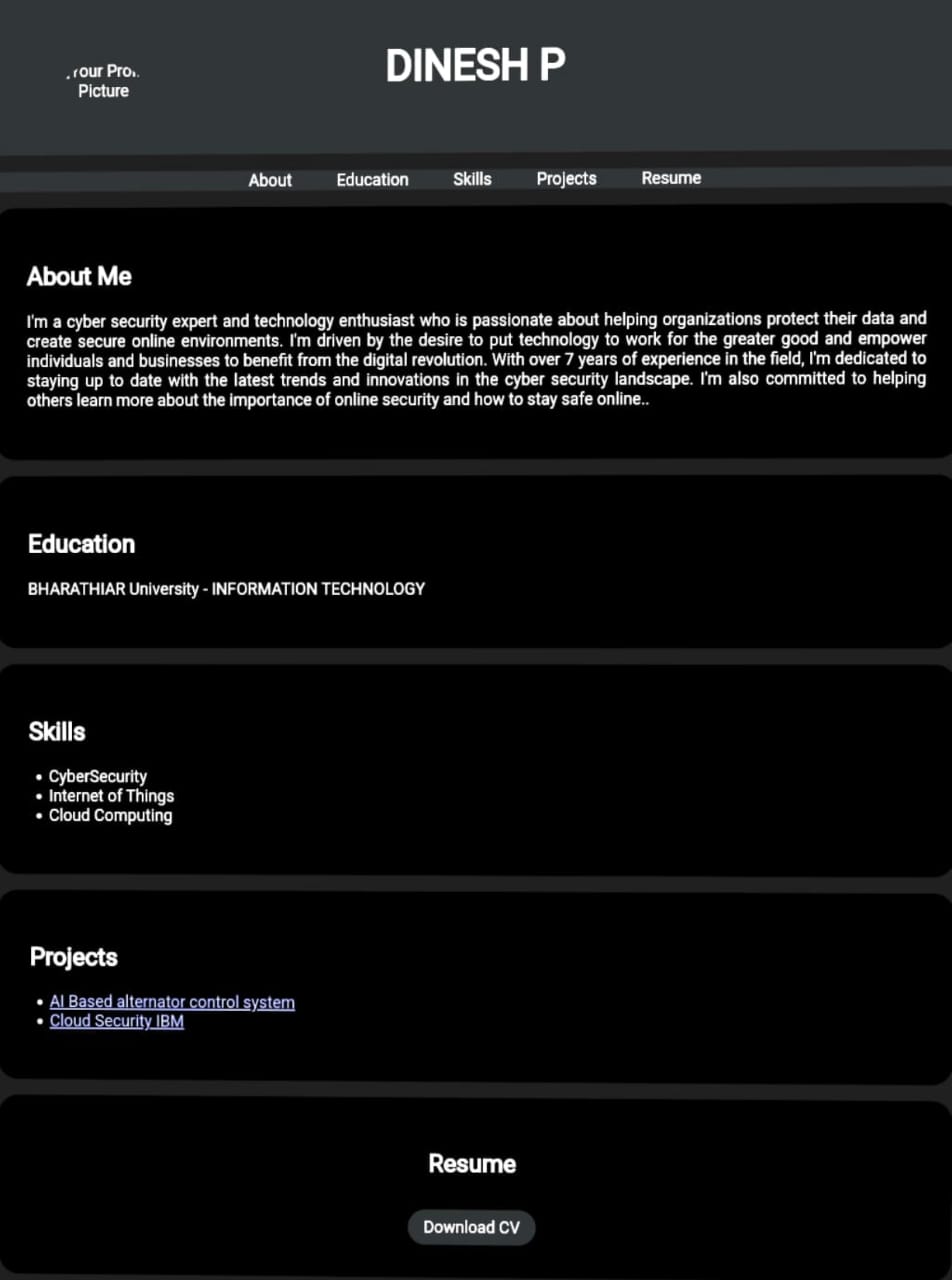 our Pro
Picture
DINESH P
About Education Skills Projects Resume
About Me
I'm a cyber security expert and technology enthusiast who is passionate about helping organizations protect their data and
create secure online environments. I'm driven by the desire to put technology to work for the greater good and empower
individuals and businesses to benefit from the digital revolution. With over 7 years of experience in the field, I'm dedicated to
staying up to date with the latest trends and innovations in the cyber security landscape. I'm also committed to helping
others learn more about the importance of online security and how to stay safe online..
Education
BHARATHIAR University - INFORMATION TECHNOLOGY
Skills
• CyberSecurity
• Internet of Things
• Cloud Computing
Projects
• AI Based alternator control system
• Cloud Security IBM
Resume
Download CV